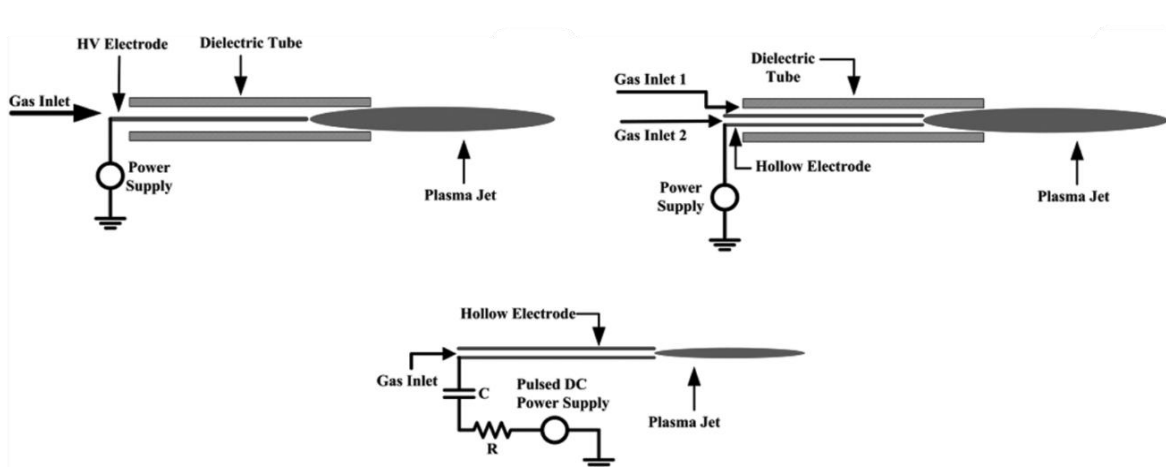 HV Electrode
Dielectric Tube
Gas Inlet
Power
Supply
Plasma Jet
Dielectric
Tube
Gas Inlet 1
Gas Inlet 2
Hollow Electrode
Power
Supply
Plasma Jet
Hollow Electrode
Gas Inlet
C
Pulsed DC
Power Supply
R
Plasma Jet